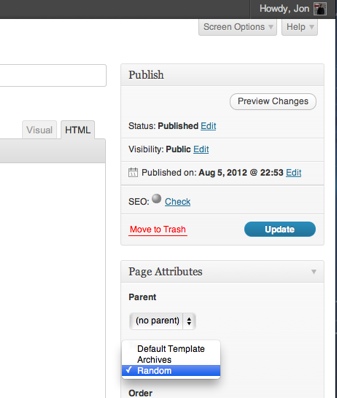 Howdy, Jon
Screen Options Help
Publish
Preview Changes
Visual HTML
Status: Published Edit
Visibility: Public Edit
Published on: Aug 5, 2012 @ 22:53 Edit
SEO: Check
Move to Trash Update
Page Attributes
Parent
(no parent)
Default Template
Archives
Random
Order